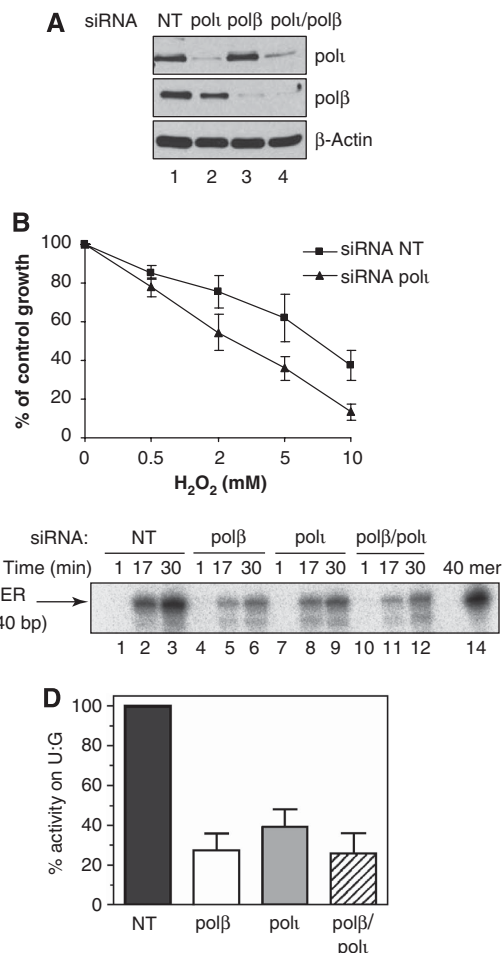 A siRNA NT polι polβ polι/polβ
polι
polβ
β-Actin
1 2 3 4
B
100
80
60
40
20
0
% of control growth
siRNA NT
siRNA polι
0 0.5 2 5 10
H₂O₂ (mM)
siRNA: NT polβ polι polβ/polι
Time (min) 1 17 30 1 17 30 1 17 30 1 17 30 40 mer
ER
40 bp)
1 2 3 4 5 6 7 8 9 10 11 12 14
D
100
80
60
40
20
0
% activity on U:G
NT polβ polι polβ/
polι